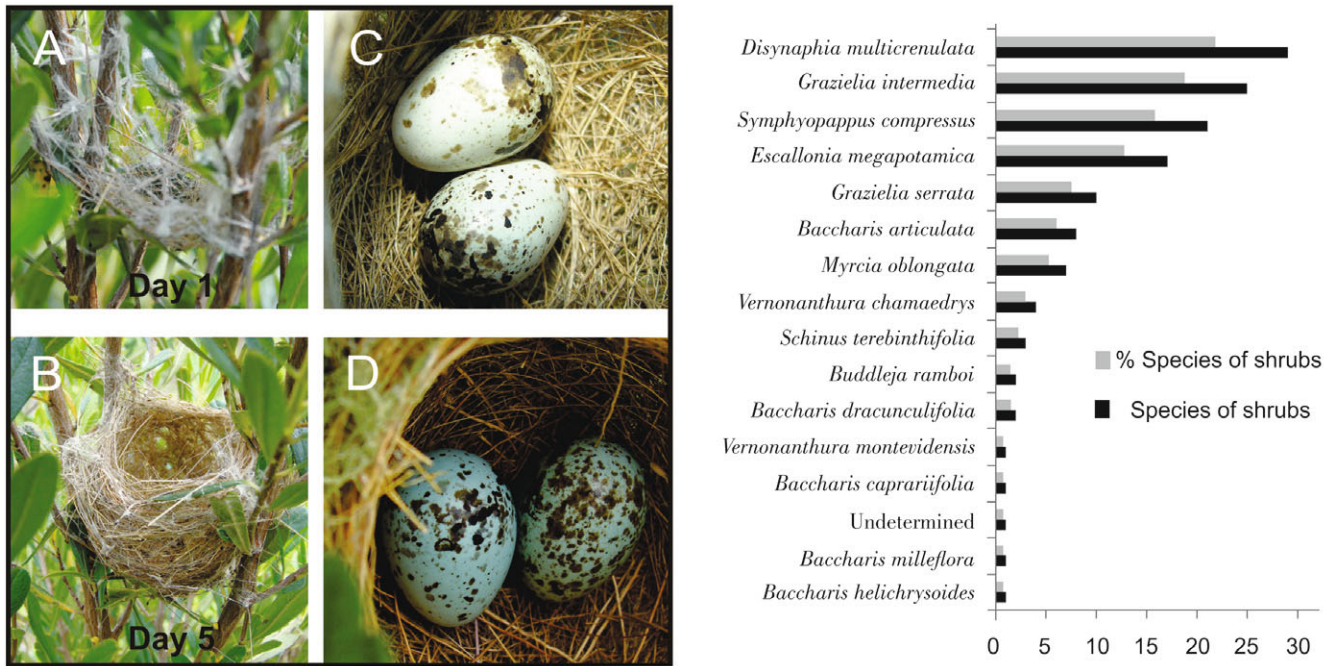 A
Day 1
B
Day 5
C
D
Disynaphia multicrenulata
Grazielia intermedia
Symphyopappus compressus
Escallonia megapotamica
Grazielia serrata
Baccharis articulata
Myrcia oblongata
Vernonanthura chamaedrys
Schinus terebinthifolia
Buddleja ramboi
Baccharis dracunculifolia
Vernonanthura montevidensis
Baccharis caprariifolia
Undetermined
Baccharis milleflora
Baccharis helichrysoides
% Species of shrubs
Species of shrubs
0 5 10 15 20 25 30